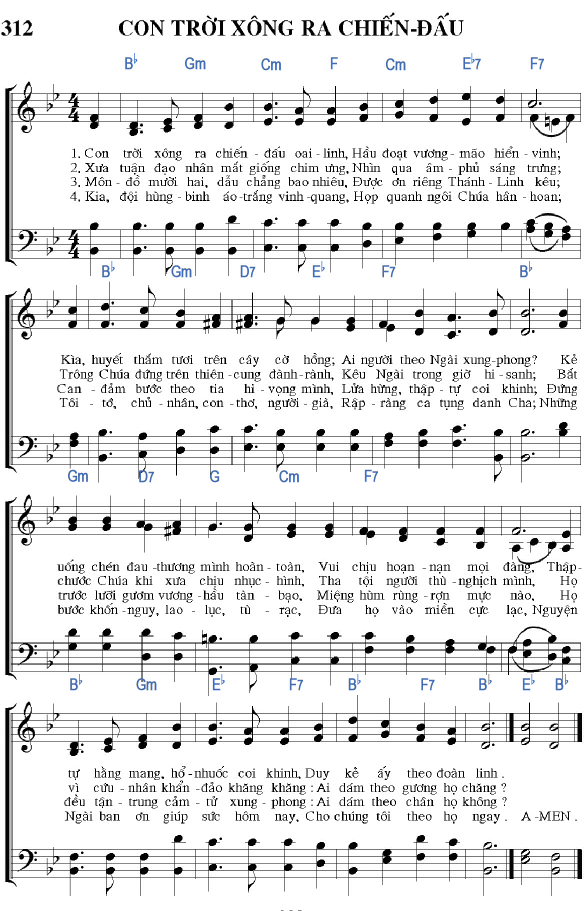 312 CON TRỜI XÔNG RA CHIẾN-ĐẤU
B♭ Gm Cm F Cm E♭7 F7
1. Con trời xông ra chiến-đấu oai-linh, Hầu đoạt vương-mão hiển-vinh;
2. Xưa tuận đạo nhân mắt giống chim ưng, Nhìn qua âm-phủ sáng trưng;
3. Môn-đồ mười hai, dẫu chẳng bao nhiêu, Được ơn riêng Thánh-Linh kêu;
4. Kia, đội hùng-binh áo-trắng vinh-quang, Họp quanh ngôi Chúa hân-hoan;
B♭ Gm D7 E♭ F7 B♭
Kìa, huyết thắm tươi trên cây cờ hồng; Ai người theo Ngài xung-phong? Kẻ
Trông Chúa đứng trên thiên-cung đành-rành, Kêu Ngài trong giờ hi-sanh; Bất
Can-đảm bước theo tia hi-vọng mình, Lửa hừng, thập-tự coi khinh; Đứng
Tôi-tớ, chủ-nhân, con-thơ, người-già, Rập-ràng ca tụng danh Cha; Những
Gm D7 G Cm F7
uống chén đau-thương mình hoàn-toàn, Vui chịu hoạn-nạn mọi đàng, Thập-
chước Chúa khi xưa chịu nhục-hình, Tha tội người thù-nghịch mình, Họ
trước lưỡi gươm vương-hầu tàn-bạo, Miệng hùm rùng-rợn mực nào, Họ
bước khốn-nguy, lao-lục, tù-rạc, Đưa họ vào miền cực lạc, Nguyện
B♭ Gm E♭ F7 B♭ F7 B♭ E♭ B♭
tự hằng mang, hổ-nhuốc coi khinh, Duy kẻ ấy theo đoàn linh.
vì cừu-nhân khẩn-đảo khăng khăng: Ai dám theo gương họ chăng?
đều tận-trung cảm-tử xung-phong: Ai dám theo chân họ không?
Ngài ban ơn giúp sức hôm nay, Cho chúng tôi theo họ ngay. A-MEN.